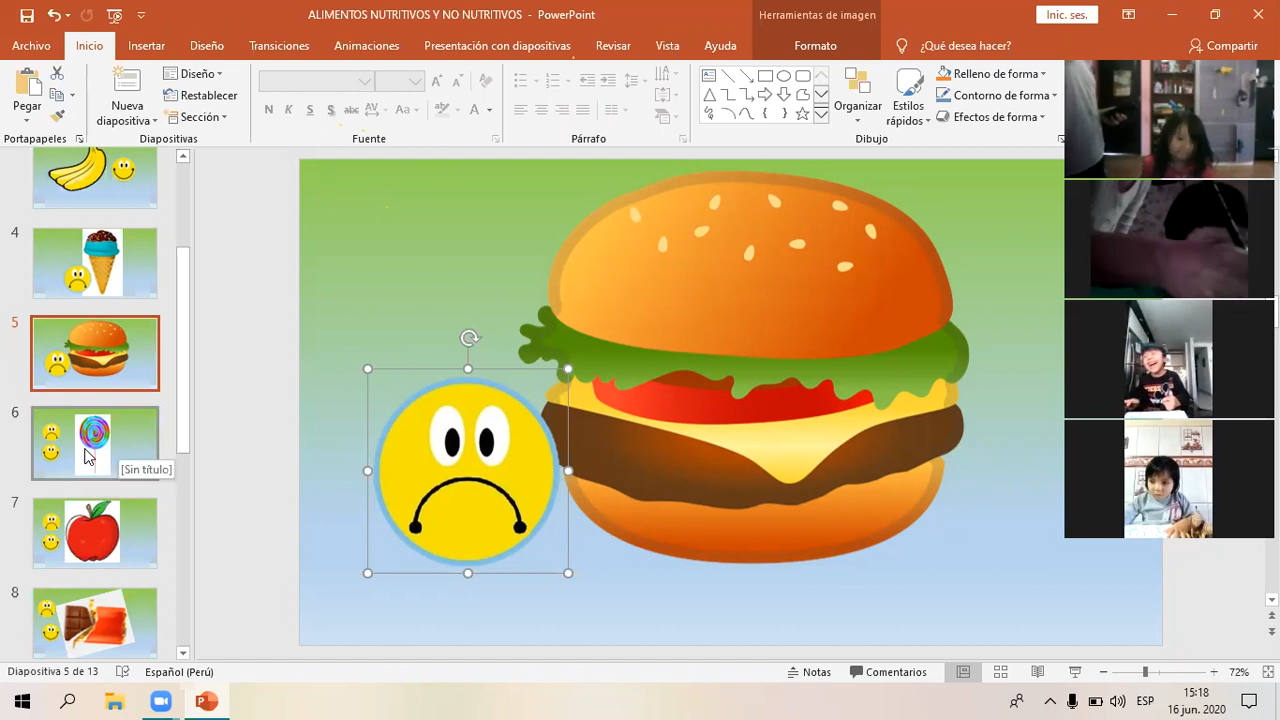 ALIMENTOS NUTRITIVOS Y NO NUTRITIVOS - PowerPoint
Herramientas de imagen
Inic. ses.
Archivo Inicio Insertar Diseño Transiciones Animaciones Presentación con diapositivas Revisar Vista Ayuda Formato ¿Qué desea hacer? Compartir
Pegar
Nueva diapositiva
Diseño
Restablecer
Sección
N K S S abc AV Aa A
Organizar
Estilos rápidos
Relleno de forma
Contorno de forma
Efectos de forma
Portapapeles Diapositivas Fuente Párrafo Dibujo
4
5
6
[Sin título]
7
8
Diapositiva 5 de 13 Español (Perú) Notas Comentarios 72%
ESP
15:18
16 jun. 2020